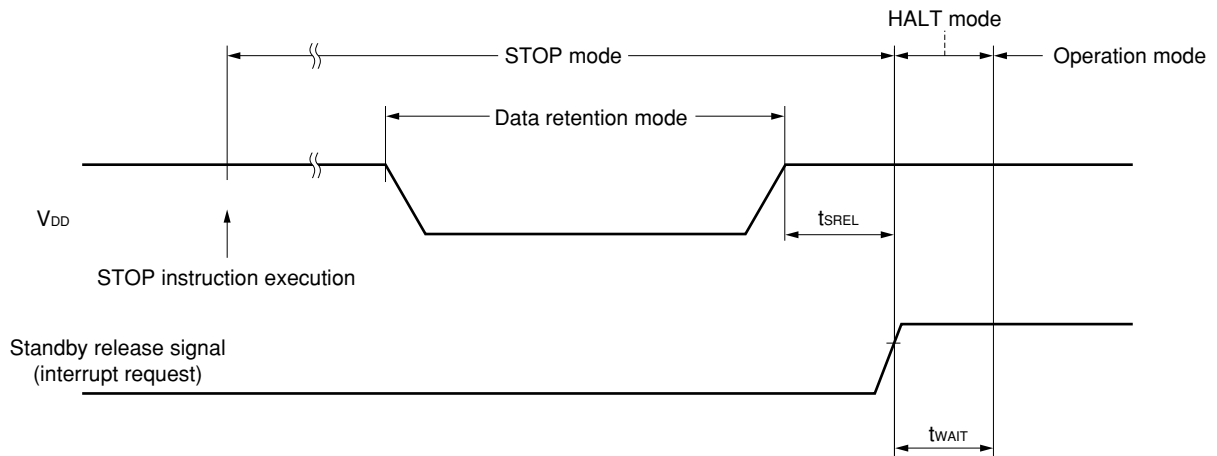 HALT mode
STOP mode
Operation mode
Data retention mode
VDD
tSREL
STOP instruction execution
Standby release signal
(interrupt request)
tWAIT